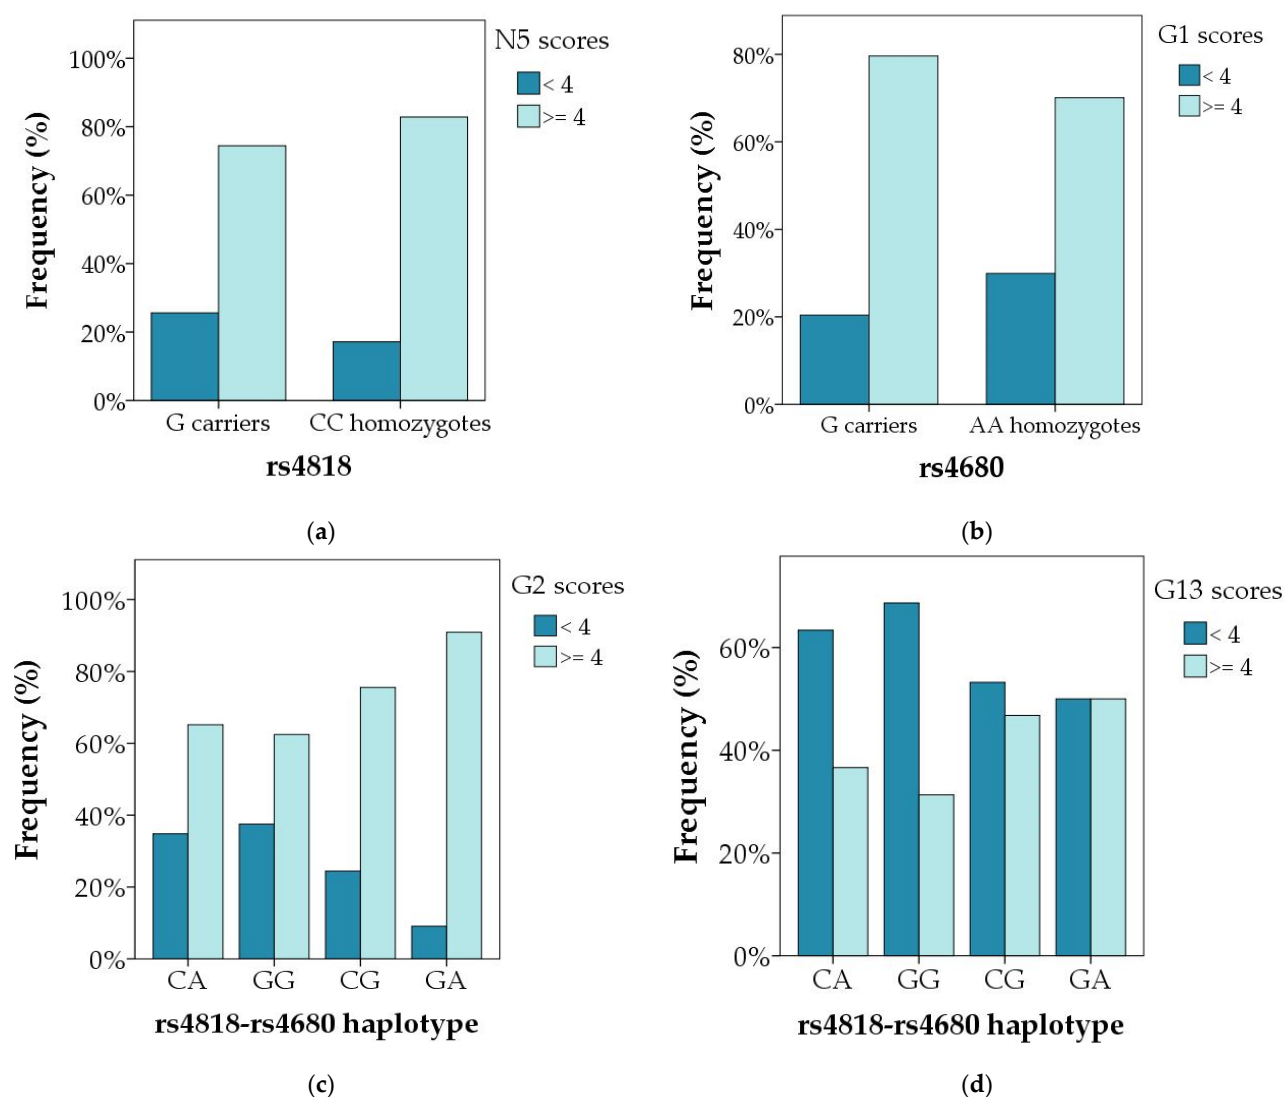 N5 scores
< 4
>= 4
100%
80%
60%
40%
20%
0%
Frequency (%)
G carriers CC homozygotes
rs4818
(a)
G1 scores
< 4
>= 4
80%
60%
40%
20%
0%
Frequency (%)
G carriers AA homozygotes
rs4680
(b)
G2 scores
< 4
>= 4
100%
80%
60%
40%
20%
0%
Frequency (%)
CA GG CG GA
rs4818-rs4680 haplotype
(c)
G13 scores
< 4
>= 4
60%
40%
20%
0%
Frequency (%)
CA GG CG GA
rs4818-rs4680 haplotype
(d)